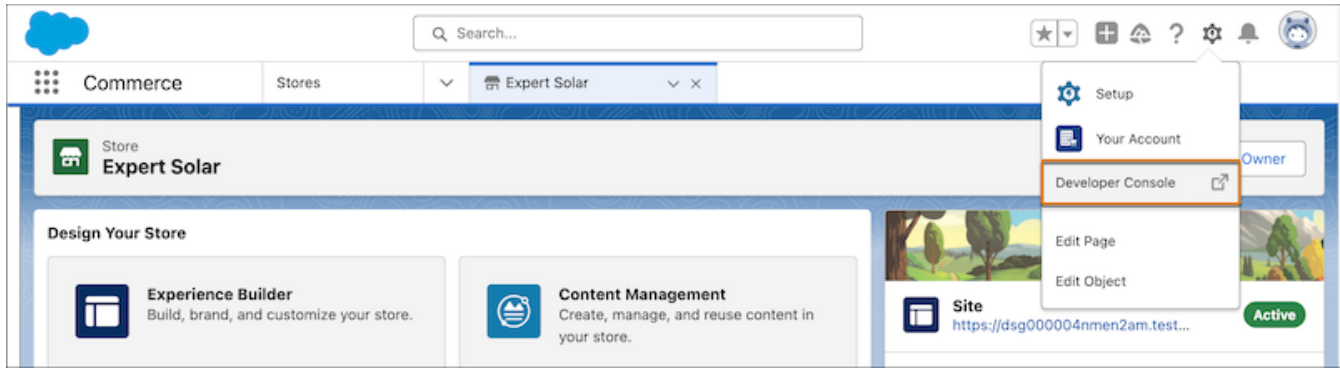 Search...
Commerce
Stores
Expert Solar
Setup
Your Account
Developer Console
Edit Page
Edit Object
Store
Expert Solar
Owner
Design Your Store
Experience Builder
Build, brand, and customize your store.
Content Management
Create, manage, and reuse content in
your store.
Site
https://dsg000004nmen2am.test...
Active